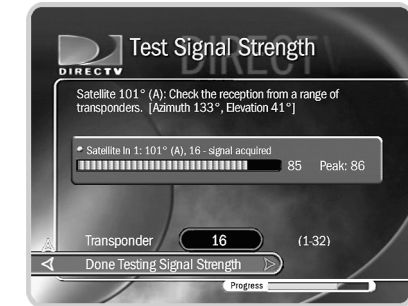 Test Signal Strength
DIRECTV
DIRECT
Satellite 101° (A): Check the reception from a range of
transponders. [Azimuth 133°, Elevation 41°]
Satellite In 1: 101° (A), 16 - signal acquired
85 Peak: 86
Transponder 16 (1-32)
Done Testing Signal Strength
Progress